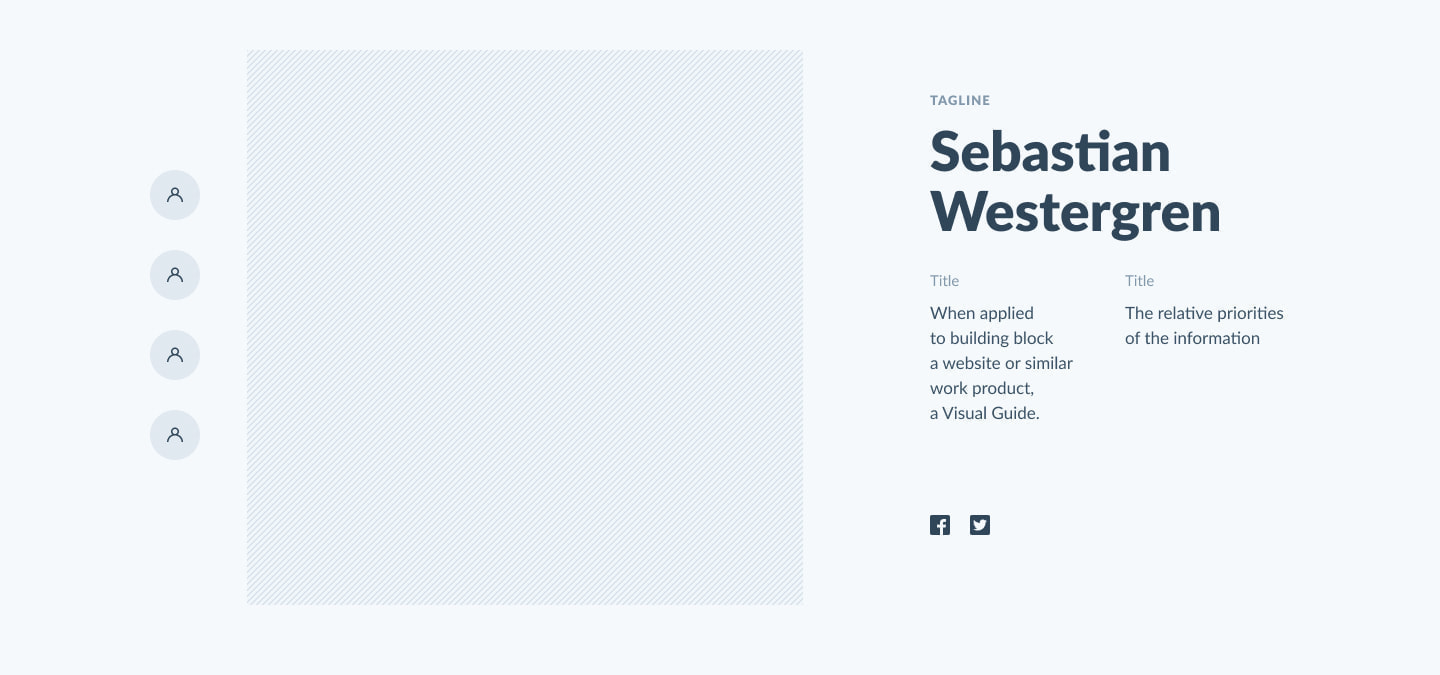 TAGLINE
Sebastian
Westergren
Title
When applied
to building block
a website or similar
work product,
a Visual Guide.
Title
The relative priorities
of the information